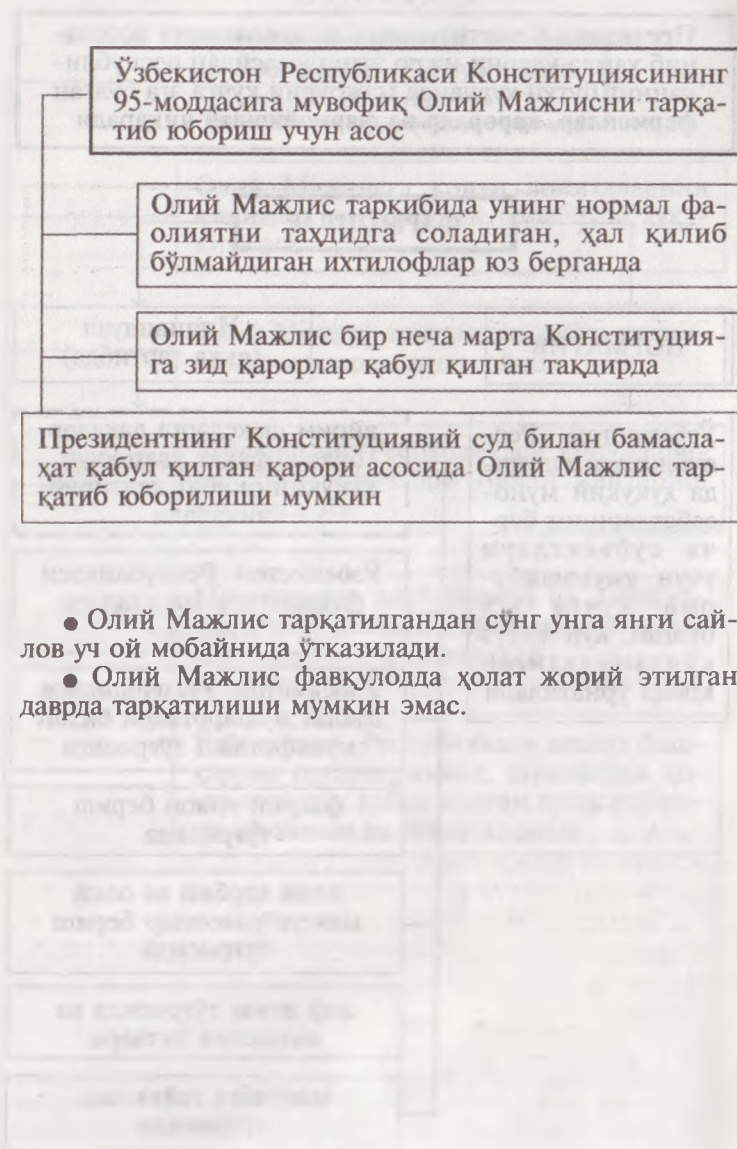 Ўзбекистон Республикаси Конституциясининг
95-моддасига мувофиқ Олий Мажлисни тарқа-
тиб юбориш учун асос
Олий Мажлис таркибида унинг нормал фа-
олиятни таҳдидга соладиган, ҳал қилиб
бўлмайдиган ихтилофлар юз берганда
Олий Мажлис бир неча марта Конституция-
га зид қарорлар қабул қилган тақдирда
Президентнинг Конституциявий суд билан бамасла-
ҳат қабул қилган қарори асосида Олий Мажлис тар-
қатиб юборилиши мумкин
● Олий Мажлис тарқатилгандан сўнг унга янги сай-
лов уч ой мобайнида ўтказилади.
● Олий Мажлис фавқулодда ҳолат жорий этилган
даврда тарқатилиши мумкин эмас.